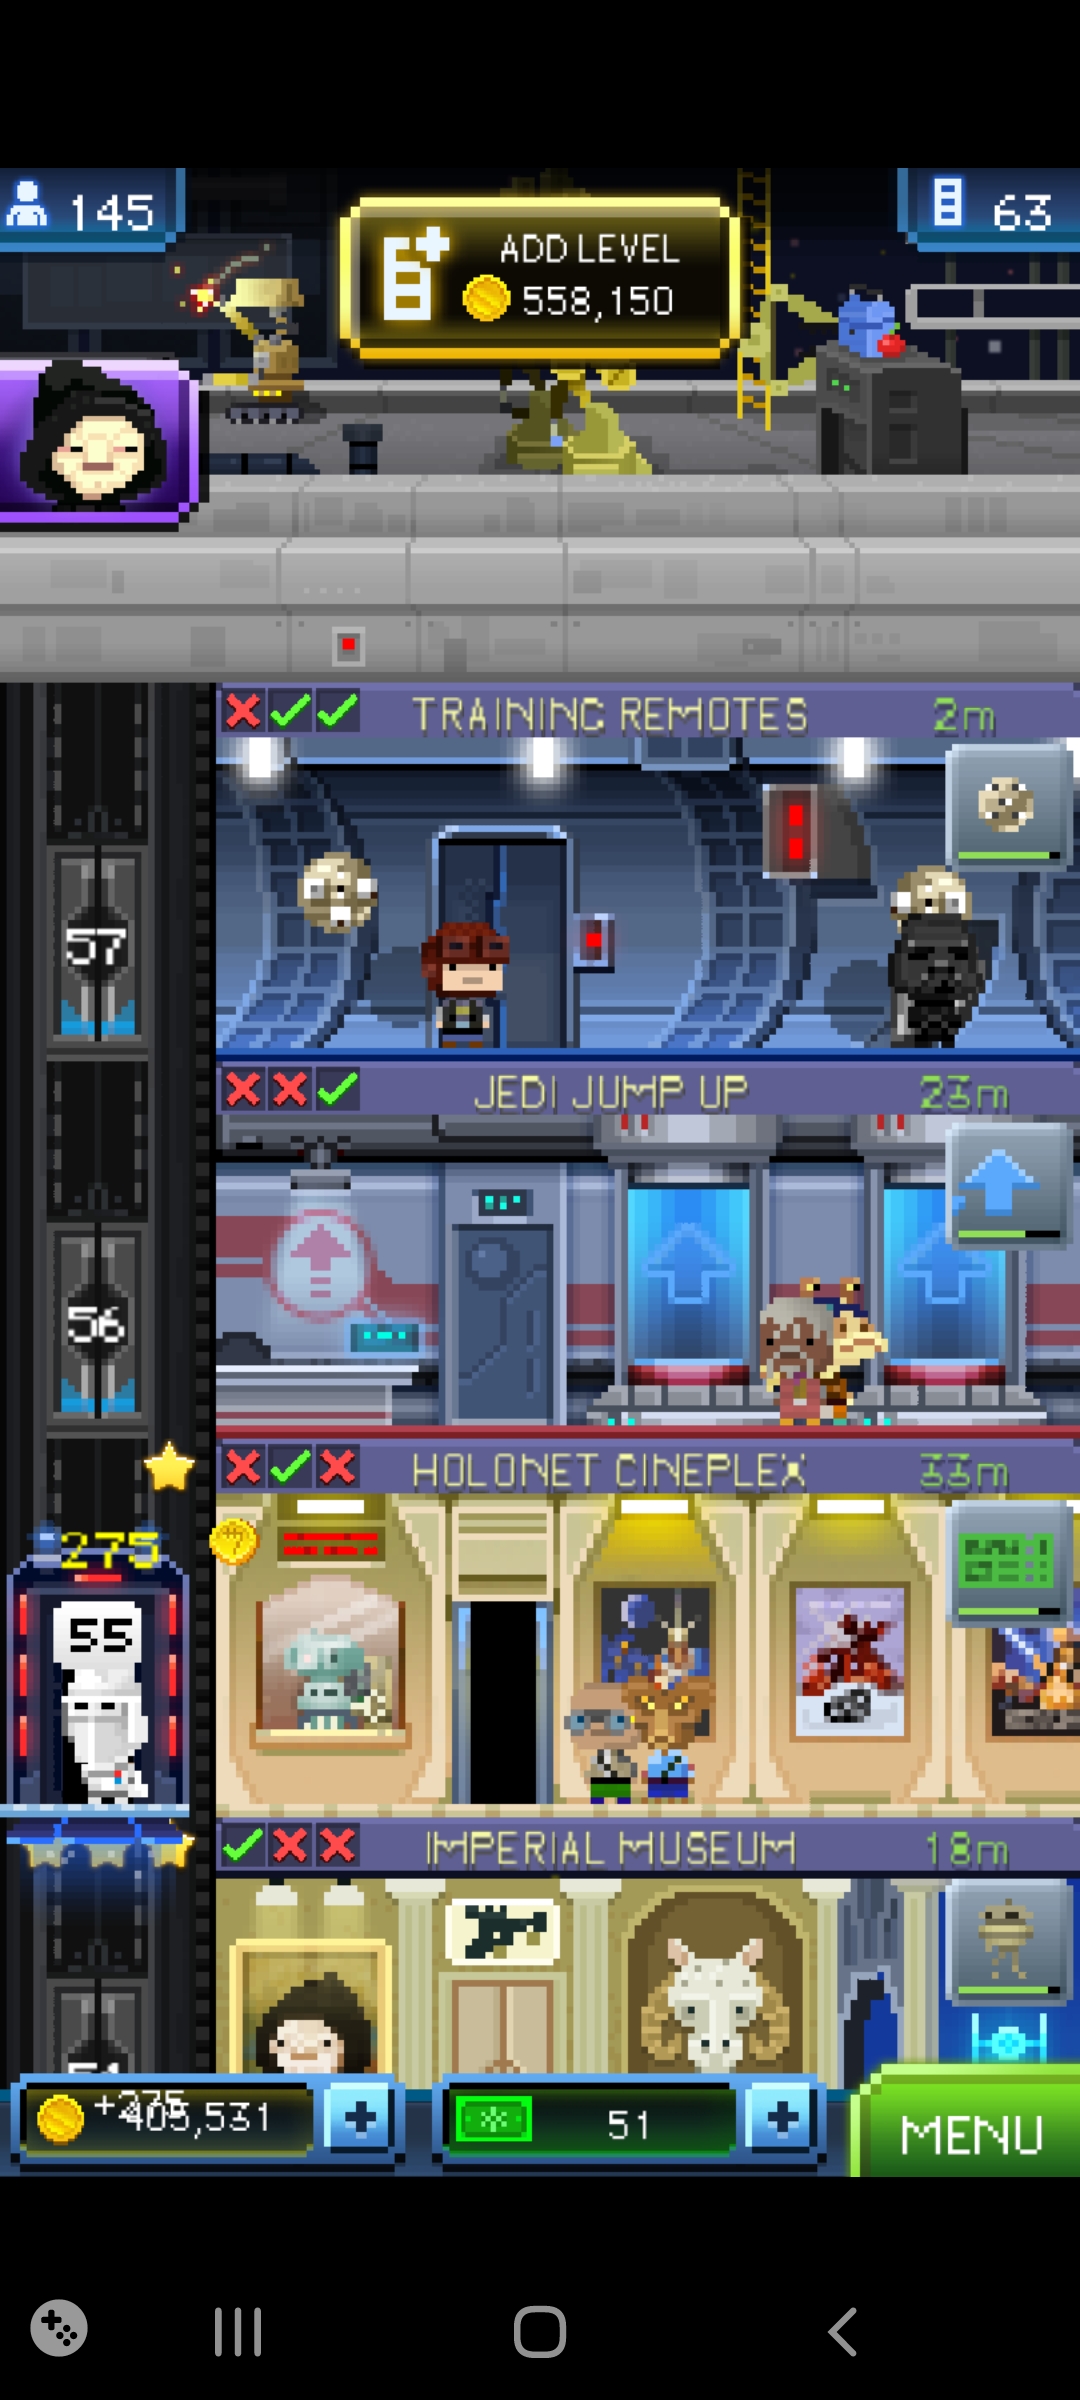 145
ADD LEVEL
558,150
63
TRAINING REMOTES 2m
57
JEDI JUMP UP 23m
56
HOLONET CINEPLEX 33m
275
55
IMPERIAL MUSEUM 18m
+275
405,531
51
MENU